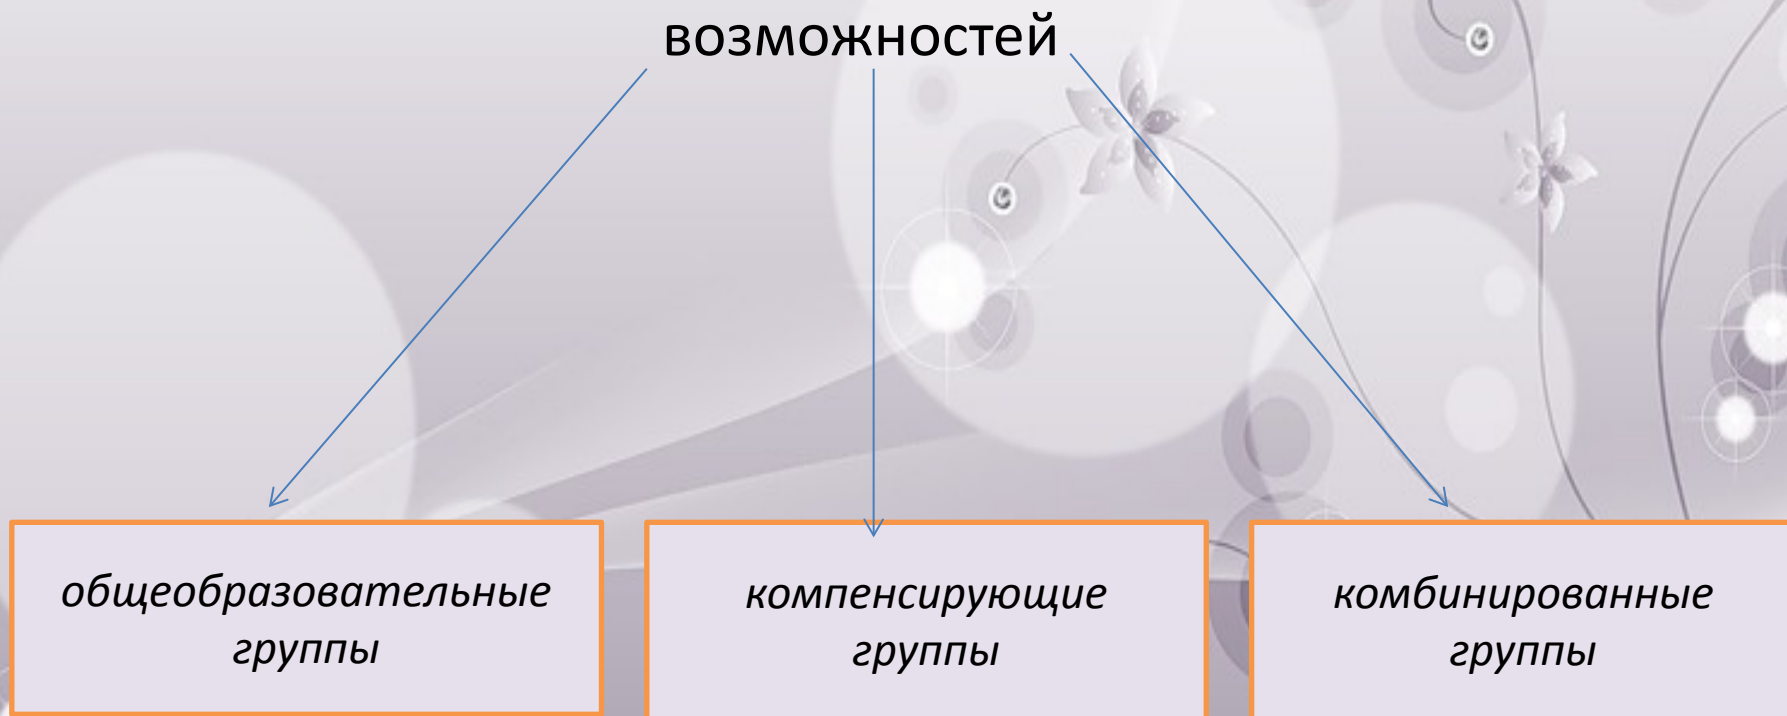 возможностей
общеобразовательные
группы
компенсирующие
группы
комбинированные
группы